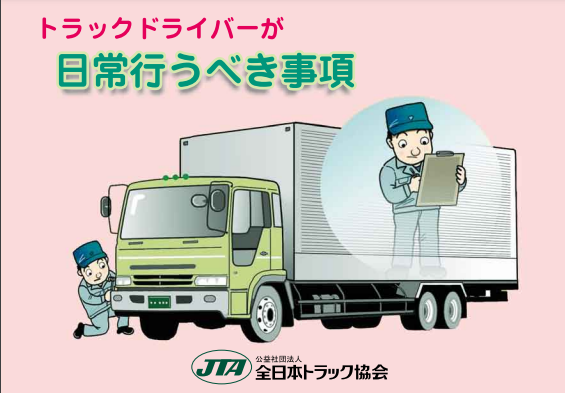 トラックドライバーが
日常行うべき事項
JTA
公益社団法人
全日本トラック協会